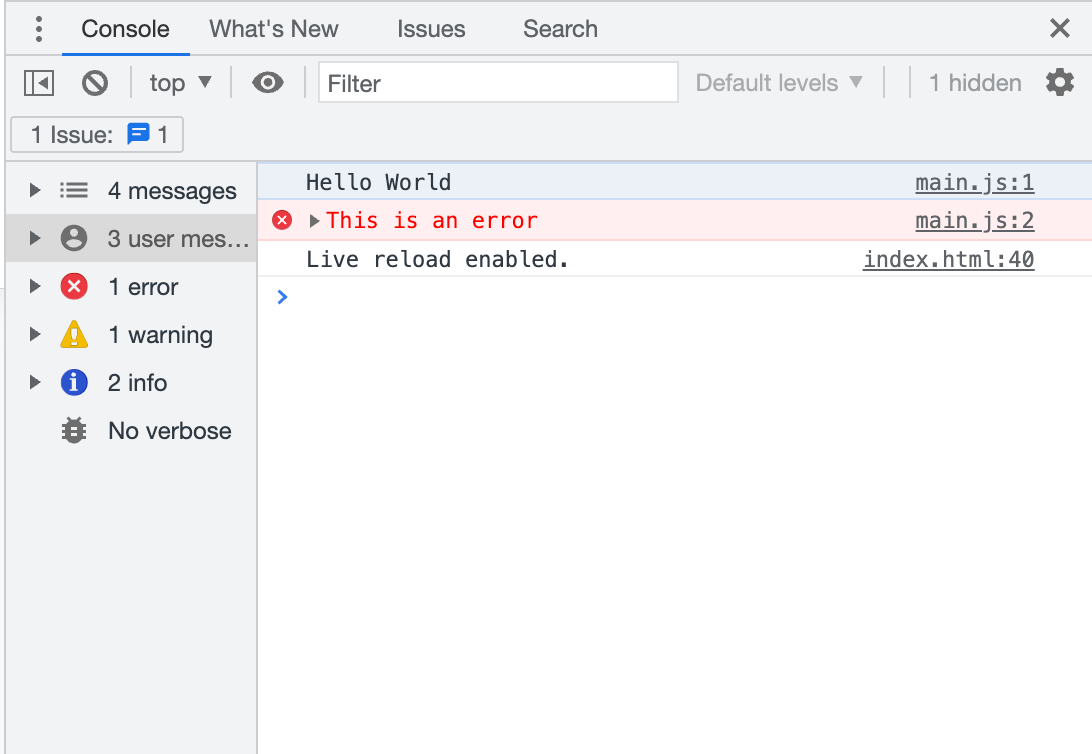 Console What's New Issues Search
top Filter Default levels 1 hidden
1 Issue: 1
4 messages
3 user mes...
1 error
1 warning
2 info
No verbose
Hello World main.js:1
This is an error main.js:2
Live reload enabled. index.html:40